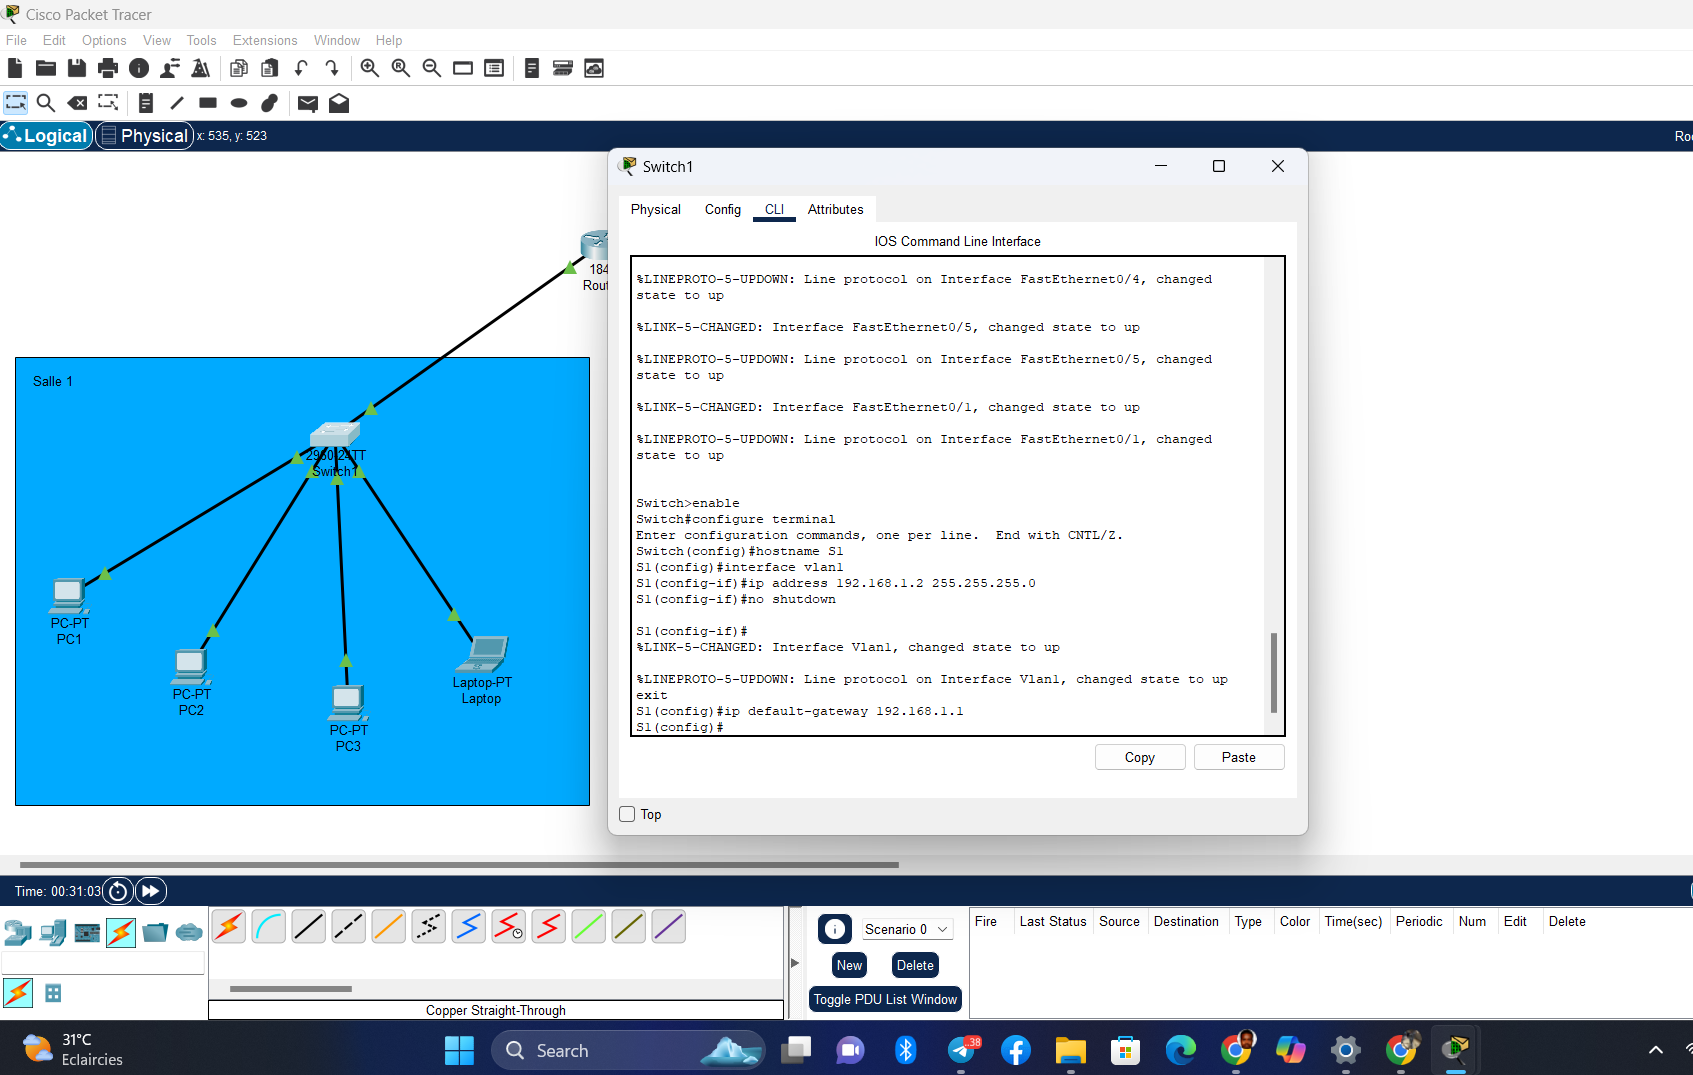 Cisco Packet Tracer
File Edit Options View Tools Extensions Window Help
Logical Physical x: 535, y: 523
Switch1
Physical Config CLI Attributes
IOS Command Line Interface
%LINEPROTO-5-UPDOWN: Line protocol on Interface FastEthernet0/4, changed
state to up
%LINK-5-CHANGED: Interface FastEthernet0/5, changed state to up
%LINEPROTO-5-UPDOWN: Line protocol on Interface FastEthernet0/5, changed
state to up
%LINK-5-CHANGED: Interface FastEthernet0/1, changed state to up
%LINEPROTO-5-UPDOWN: Line protocol on Interface FastEthernet0/1, changed
state to up
Switch>enable
Switch#configure terminal
Enter configuration commands, one per line. End with CNTL/Z.
Switch(config)#hostname S1
S1(config)#interface vlan1
S1(config-if)#ip address 192.168.1.2 255.255.255.0
S1(config-if)#no shutdown
S1(config-if)#
%LINK-5-CHANGED: Interface Vlan1, changed state to up
%LINEPROTO-5-UPDOWN: Line protocol on Interface Vlan1, changed state to up
exit
S1(config)#ip default-gateway 192.168.1.1
S1(config)#
Copy Paste
Top
184
Rout
Salle 1
2960-24TT
Switch1
PC-PT
PC1
PC-PT
PC2
PC-PT
PC3
Laptop-PT
Laptop
Time: 00:31:03
Copper Straight-Through
Scenario 0
New Delete
Toggle PDU List Window
Fire Last Status Source Destination Type Color Time(sec) Periodic Num Edit Delete
31°C
Eclaircies
Search
38